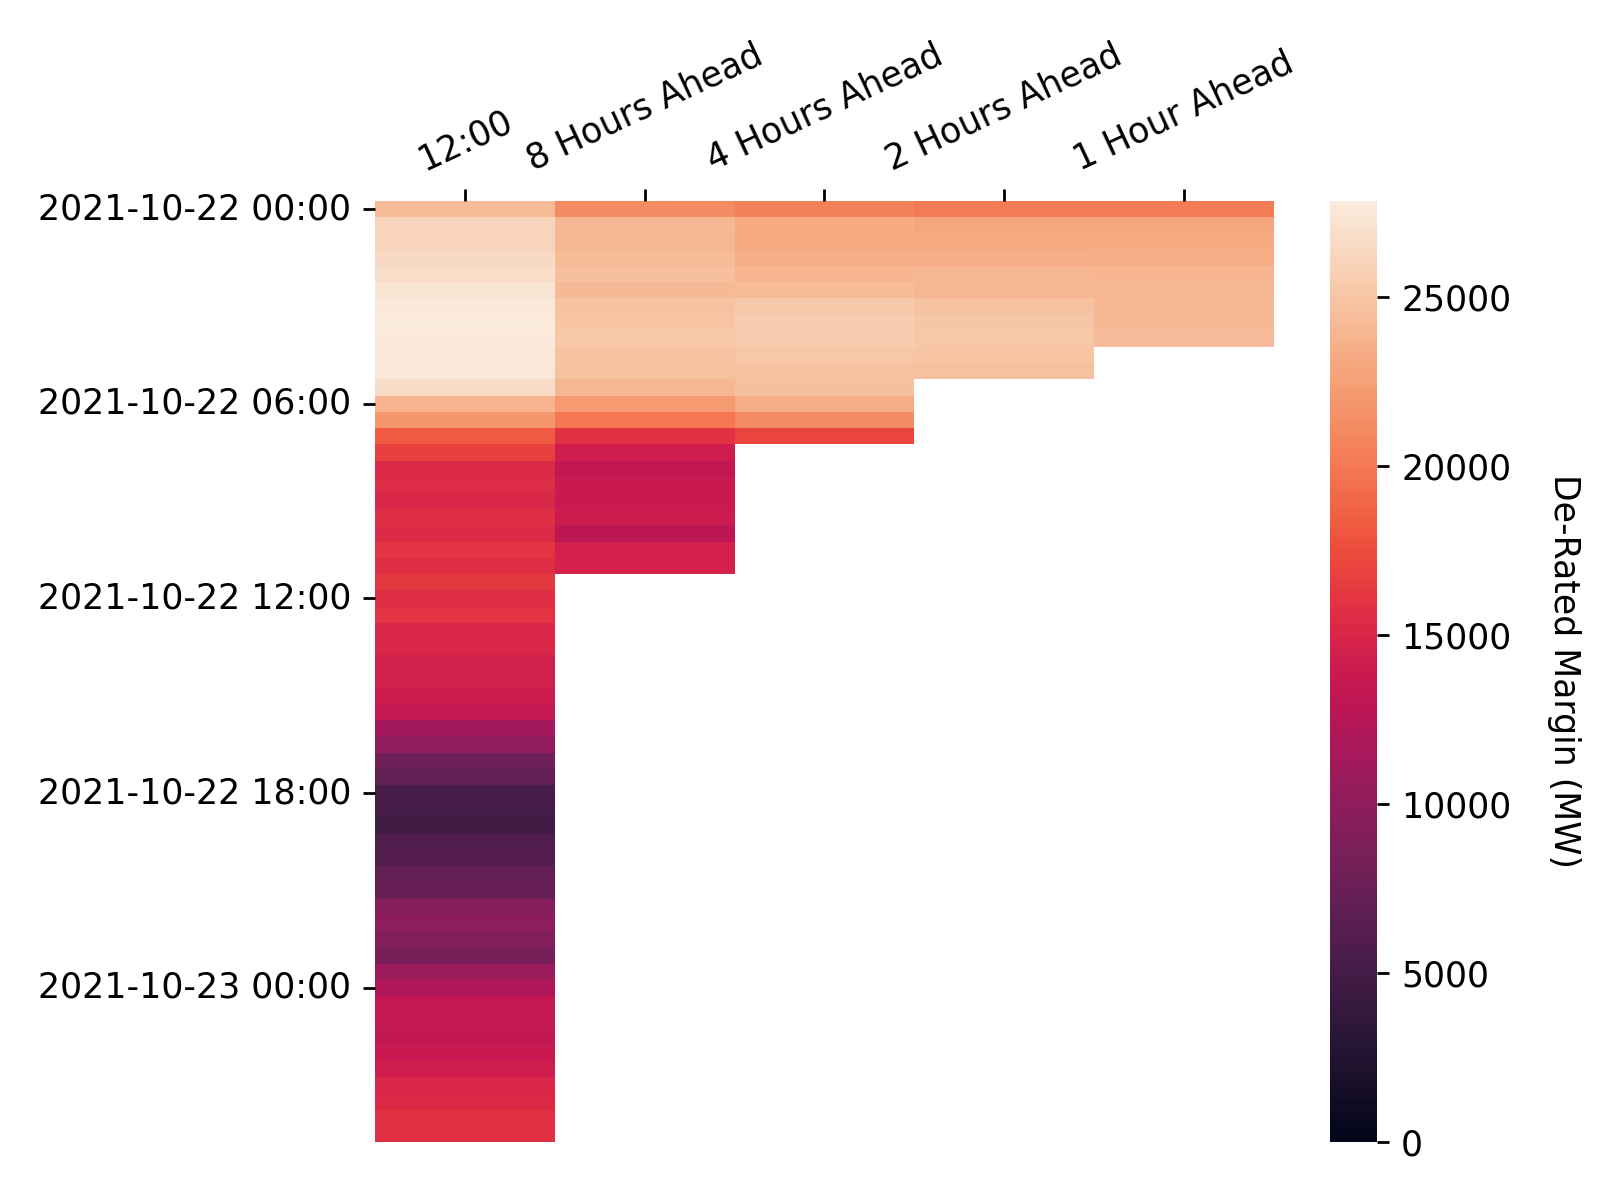 12:00
8 Hours Ahead
4 Hours Ahead
2 Hours Ahead
1 Hour Ahead
2021-10-22 00:00
2021-10-22 06:00
2021-10-22 12:00
2021-10-22 18:00
2021-10-23 00:00
25000
20000
15000
10000
5000
0
De-Rated Margin (MW)